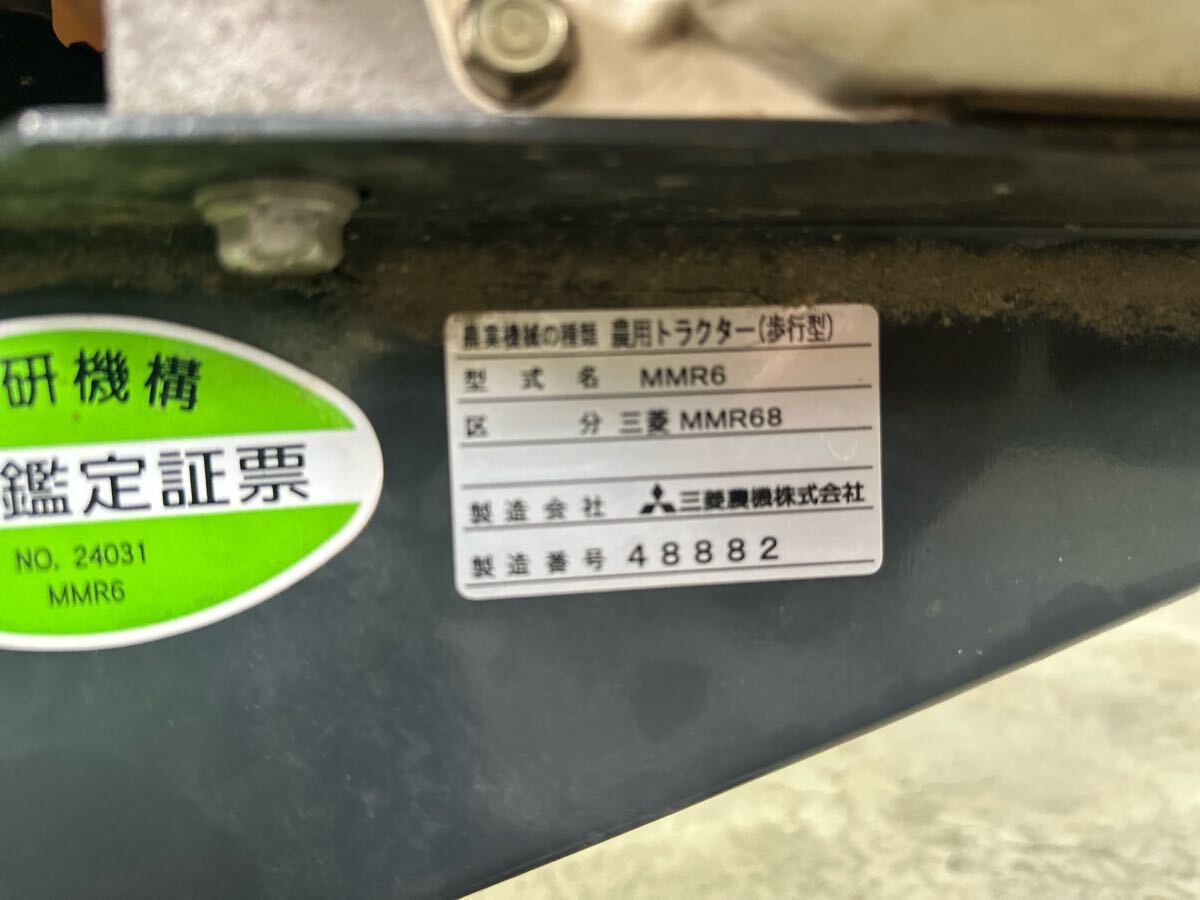 研機構
鑑定証票
NO. 24031
MMR6
農業機械の種類 農用トラクター(歩行型)
型式名 MMR6
区分 三菱 MMR68
製造会社 三菱農機株式会社
製造番号 48882